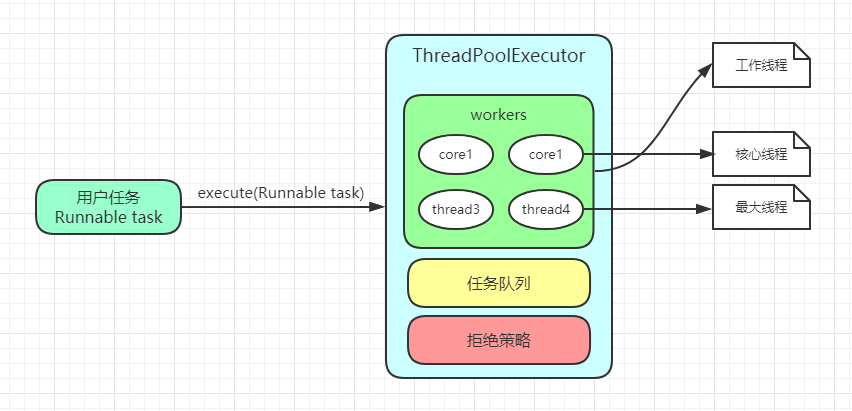 ThreadPoolExecutor
workers
core1
core1
thread3
thread4
任务队列
拒绝策略
用户任务
Runnable task
execute(Runnable task)
工作线程
核心线程
最大线程